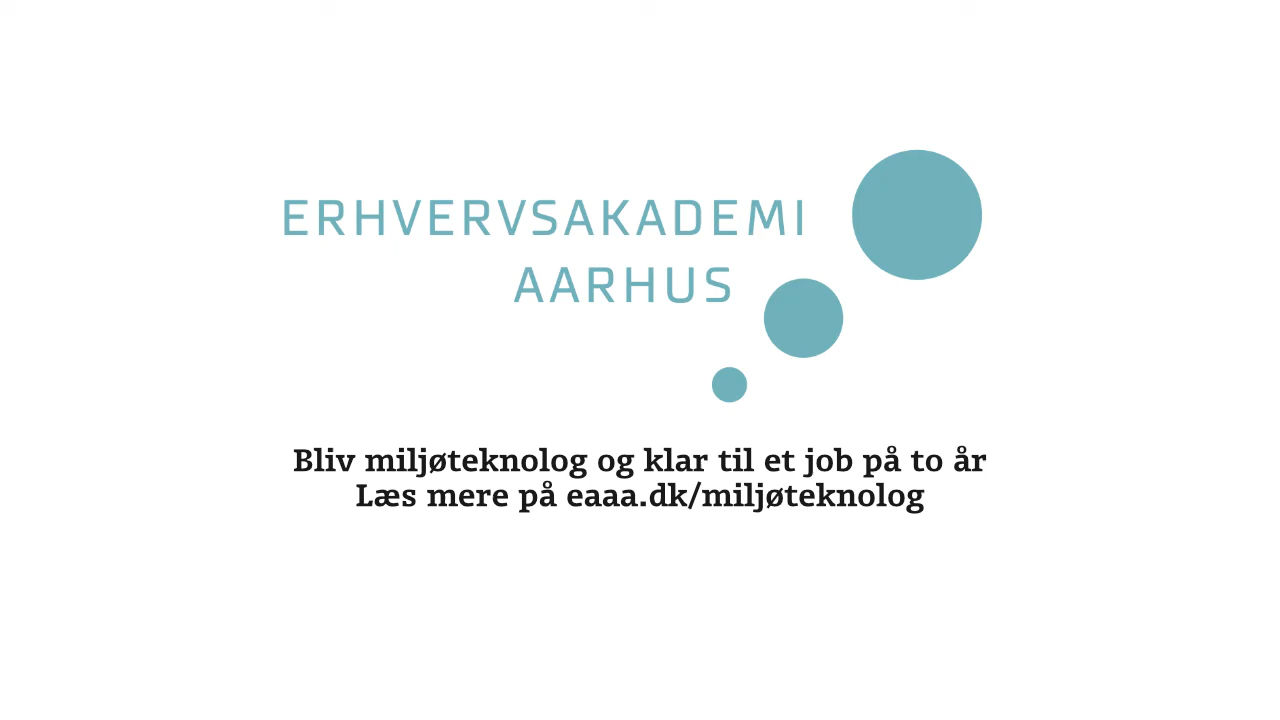 ERHVERVSAKADEMI
AARHUS
Bliv miljøteknolog og klar til et job på to år
Læs mere på eaaa.dk/miljøteknolog